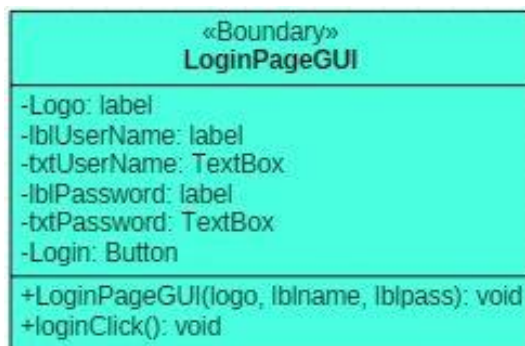 «Boundary»
LoginPageGUI
-Logo: label
-lblUserName: label
-txtUserName: TextBox
-lblPassword: label
-txtPassword: TextBox
-Login: Button
+LoginPageGUI(logo, lblname, lblpass): void
+loginClick(): void